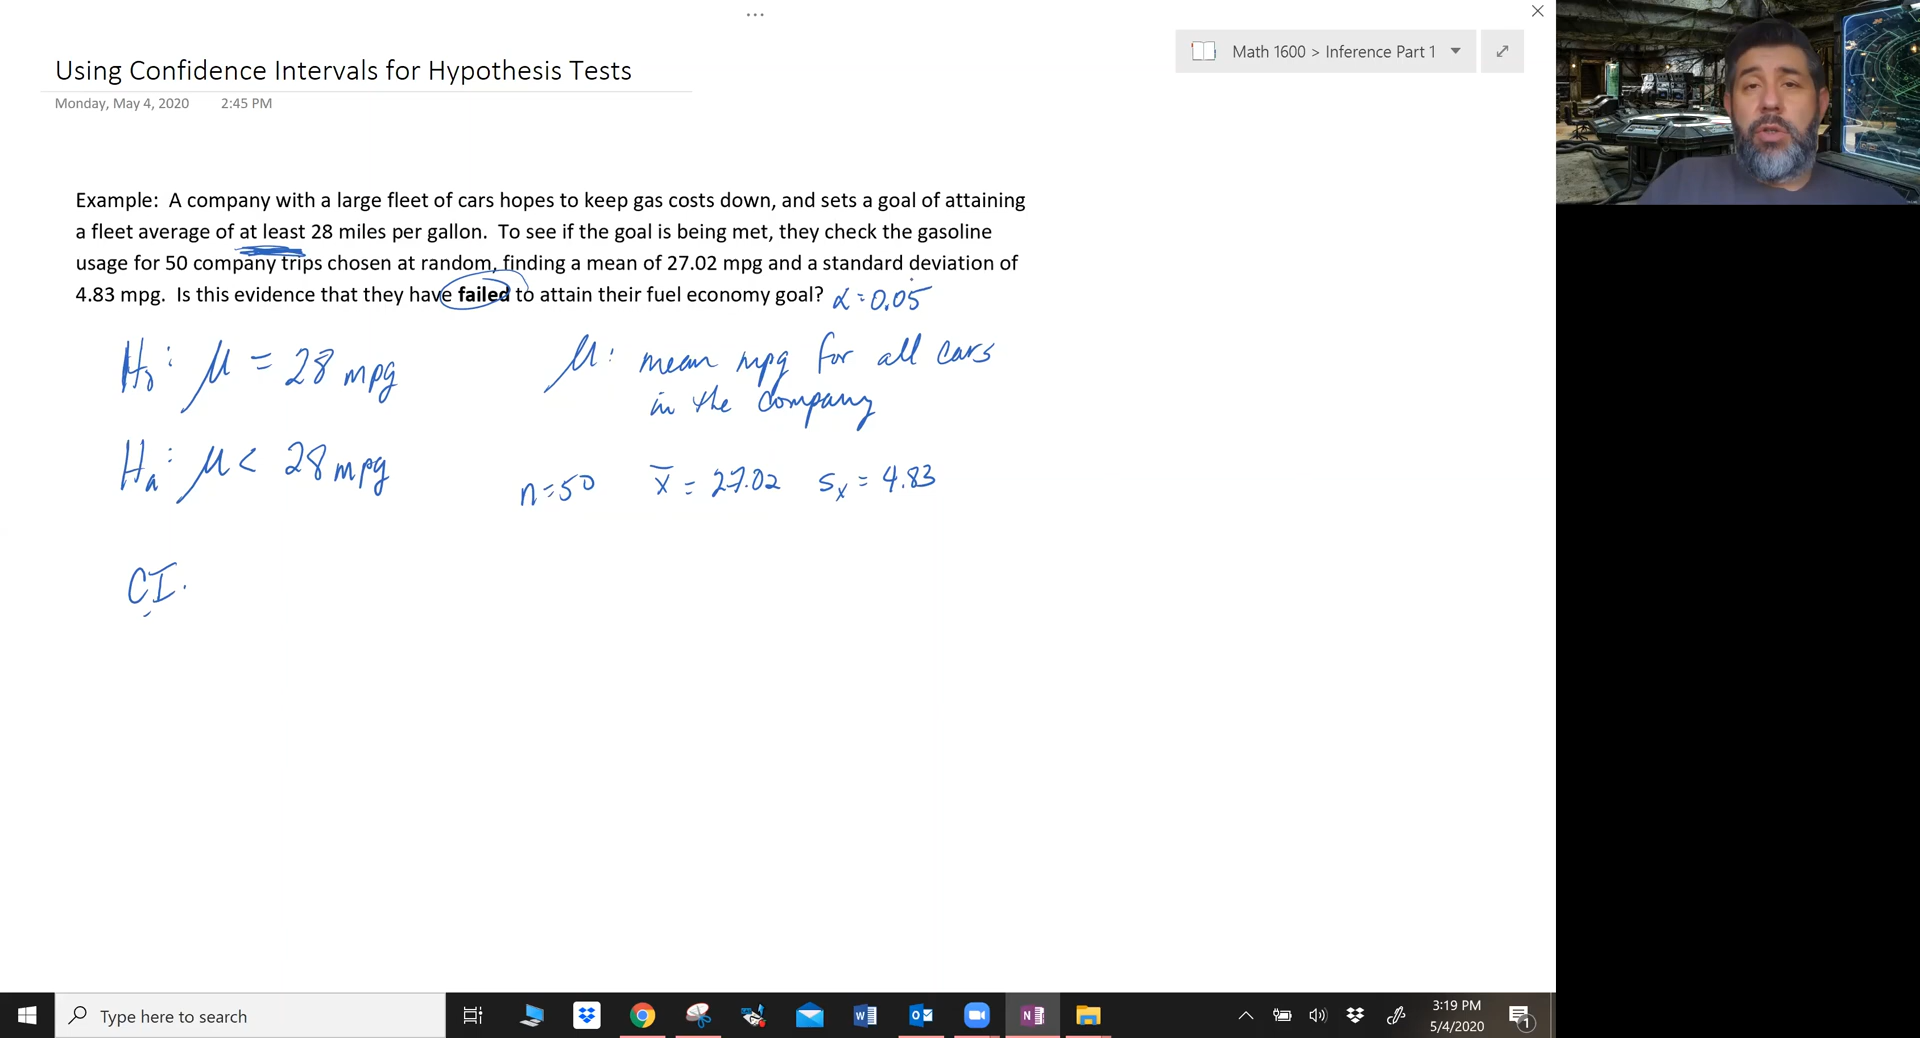 Math 1600 > Inference Part 1
Using Confidence Intervals for Hypothesis Tests
Monday, May 4, 2020 2:45 PM
Example: A company with a large fleet of cars hopes to keep gas costs down, and sets a goal of attaining
a fleet average of at least 28 miles per gallon. To see if the goal is being met, they check the gasoline
usage for 50 company trips chosen at random, finding a mean of 27.02 mpg and a standard deviation of
4.83 mpg. Is this evidence that they have failed to attain their fuel economy goal? α = 0.05
H₀: μ = 28 mpg
μ: mean mpg for all cars
in the company
Hₐ: μ < 28 mpg
n = 50 x̄ = 27.02 sₓ = 4.83
CI.
Type here to search
3:19 PM
5/4/2020
1